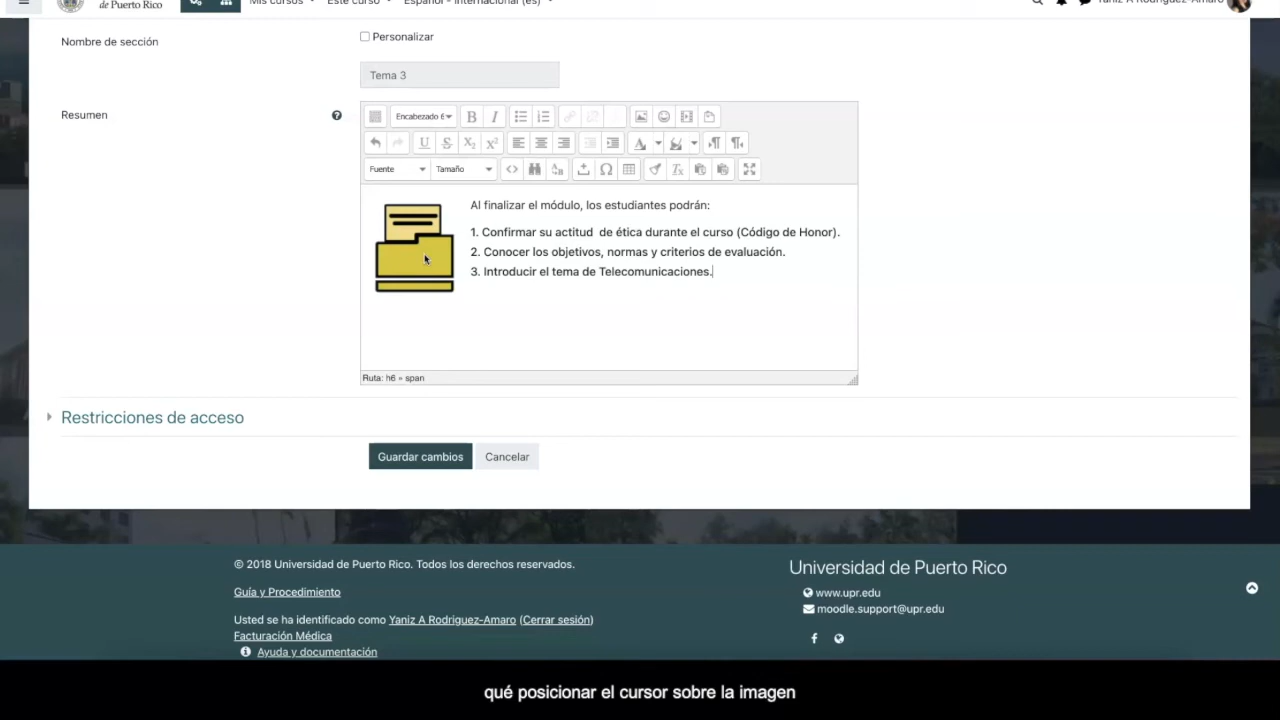 de Puerto Rico
Mis cursos
Este curso
Español - Internacional (es)
Yaniz A Rodriguez-Amaro
Nombre de sección
Personalizar
Tema 3
Resumen
Encabezado 6
Fuente
Tamaño
Al finalizar el módulo, los estudiantes podrán:
1. Confirmar su actitud de ética durante el curso (Código de Honor).
2. Conocer los objetivos, normas y criterios de evaluación.
3. Introducir el tema de Telecomunicaciones.
Ruta: h6 » span
Restricciones de acceso
Guardar cambios
Cancelar
© 2018 Universidad de Puerto Rico. Todos los derechos reservados.
Guía y Procedimiento
Usted se ha identificado como Yaniz A Rodriguez-Amaro (Cerrar sesión)
Facturación Médica
Ayuda y documentación
Universidad de Puerto Rico
www.upr.edu
moodle.support@upr.edu
qué posicionar el cursor sobre la imagen